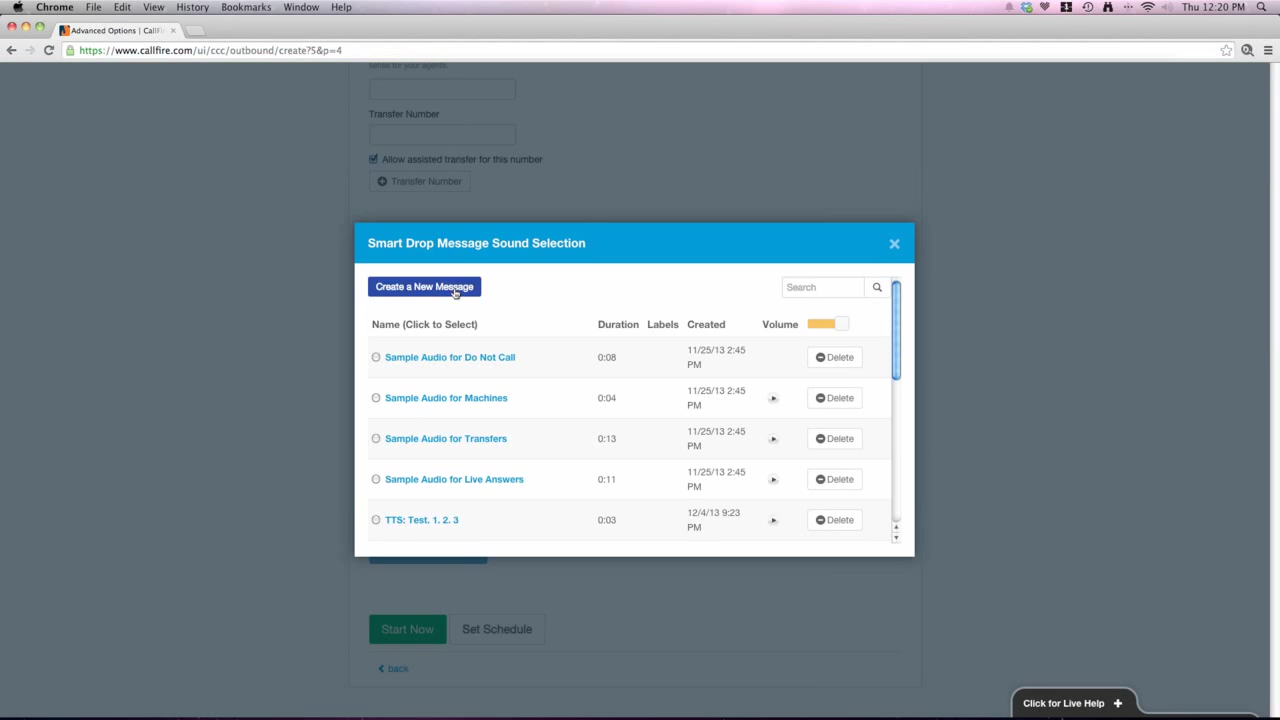 Chrome File Edit View History Bookmarks Window Help
Thu 12:20 PM
Advanced Options | CallFi
https://www.callfire.com/ui/ccc/outbound/create?5&p=4
sense for your agents.
Transfer Number
Allow assisted transfer for this number
Transfer Number
Smart Drop Message Sound Selection
Create a New Message
Search
Name (Click to Select) Duration Labels Created Volume
Sample Audio for Do Not Call 0:08 11/25/13 2:45 PM Delete
Sample Audio for Machines 0:04 11/25/13 2:45 PM Delete
Sample Audio for Transfers 0:13 11/25/13 2:45 PM Delete
Sample Audio for Live Answers 0:11 11/25/13 2:45 PM Delete
TTS: Test. 1. 2. 3 0:03 12/4/13 9:23 PM Delete
Start Now Set Schedule
back
Click for Live Help